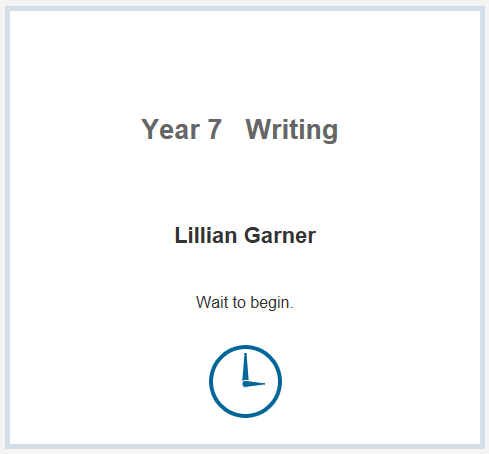 Year 7 Writing
Lillian Garner
Wait to begin.